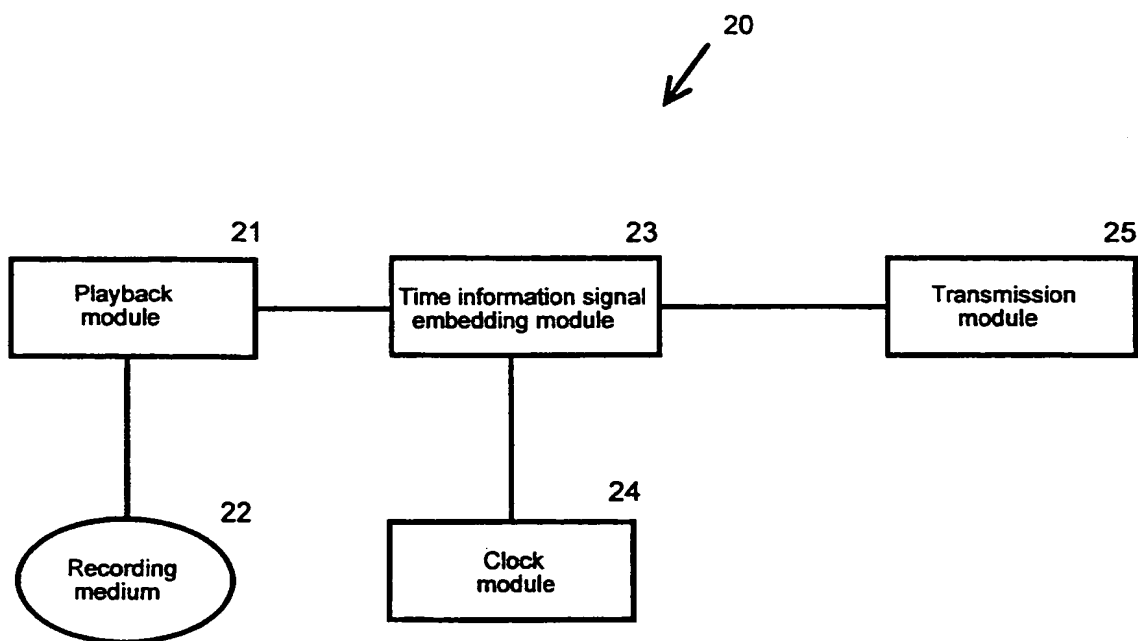 20
21
Playback
module
23
Time information signal
embedding module
25
Transmission
module
22
Recording
medium
24
Clock
module